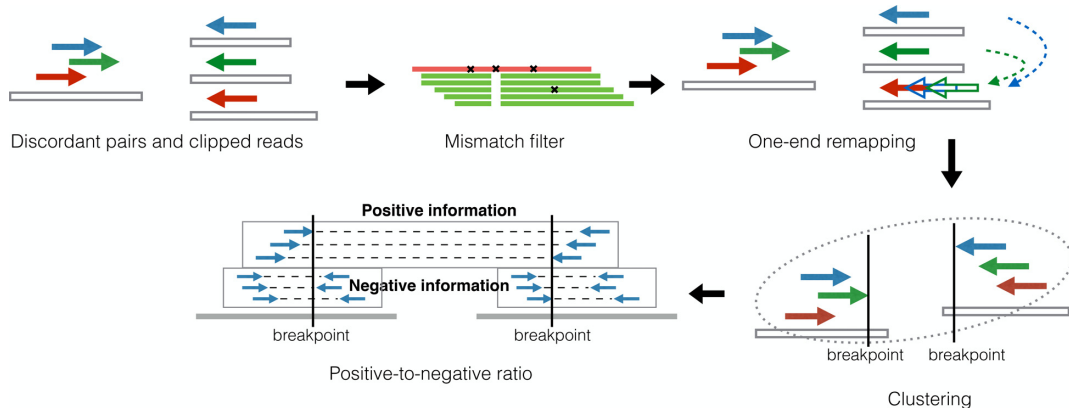 Discordant pairs and clipped reads
Mismatch filter
One-end remapping
Positive information
Negative information
breakpoint
breakpoint
Positive-to-negative ratio
breakpoint
breakpoint
Clustering